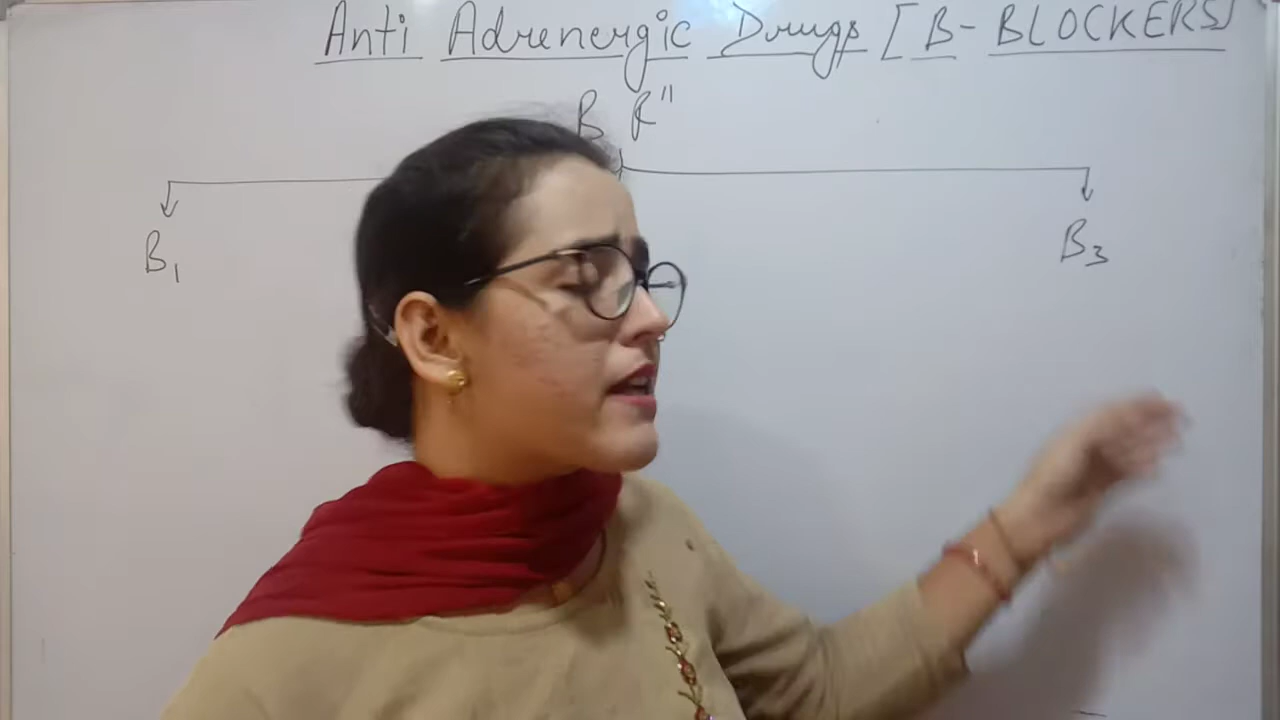 Anti Adrenergic Drugs [B-BLOCKERS]
B R"
B₁ B₃